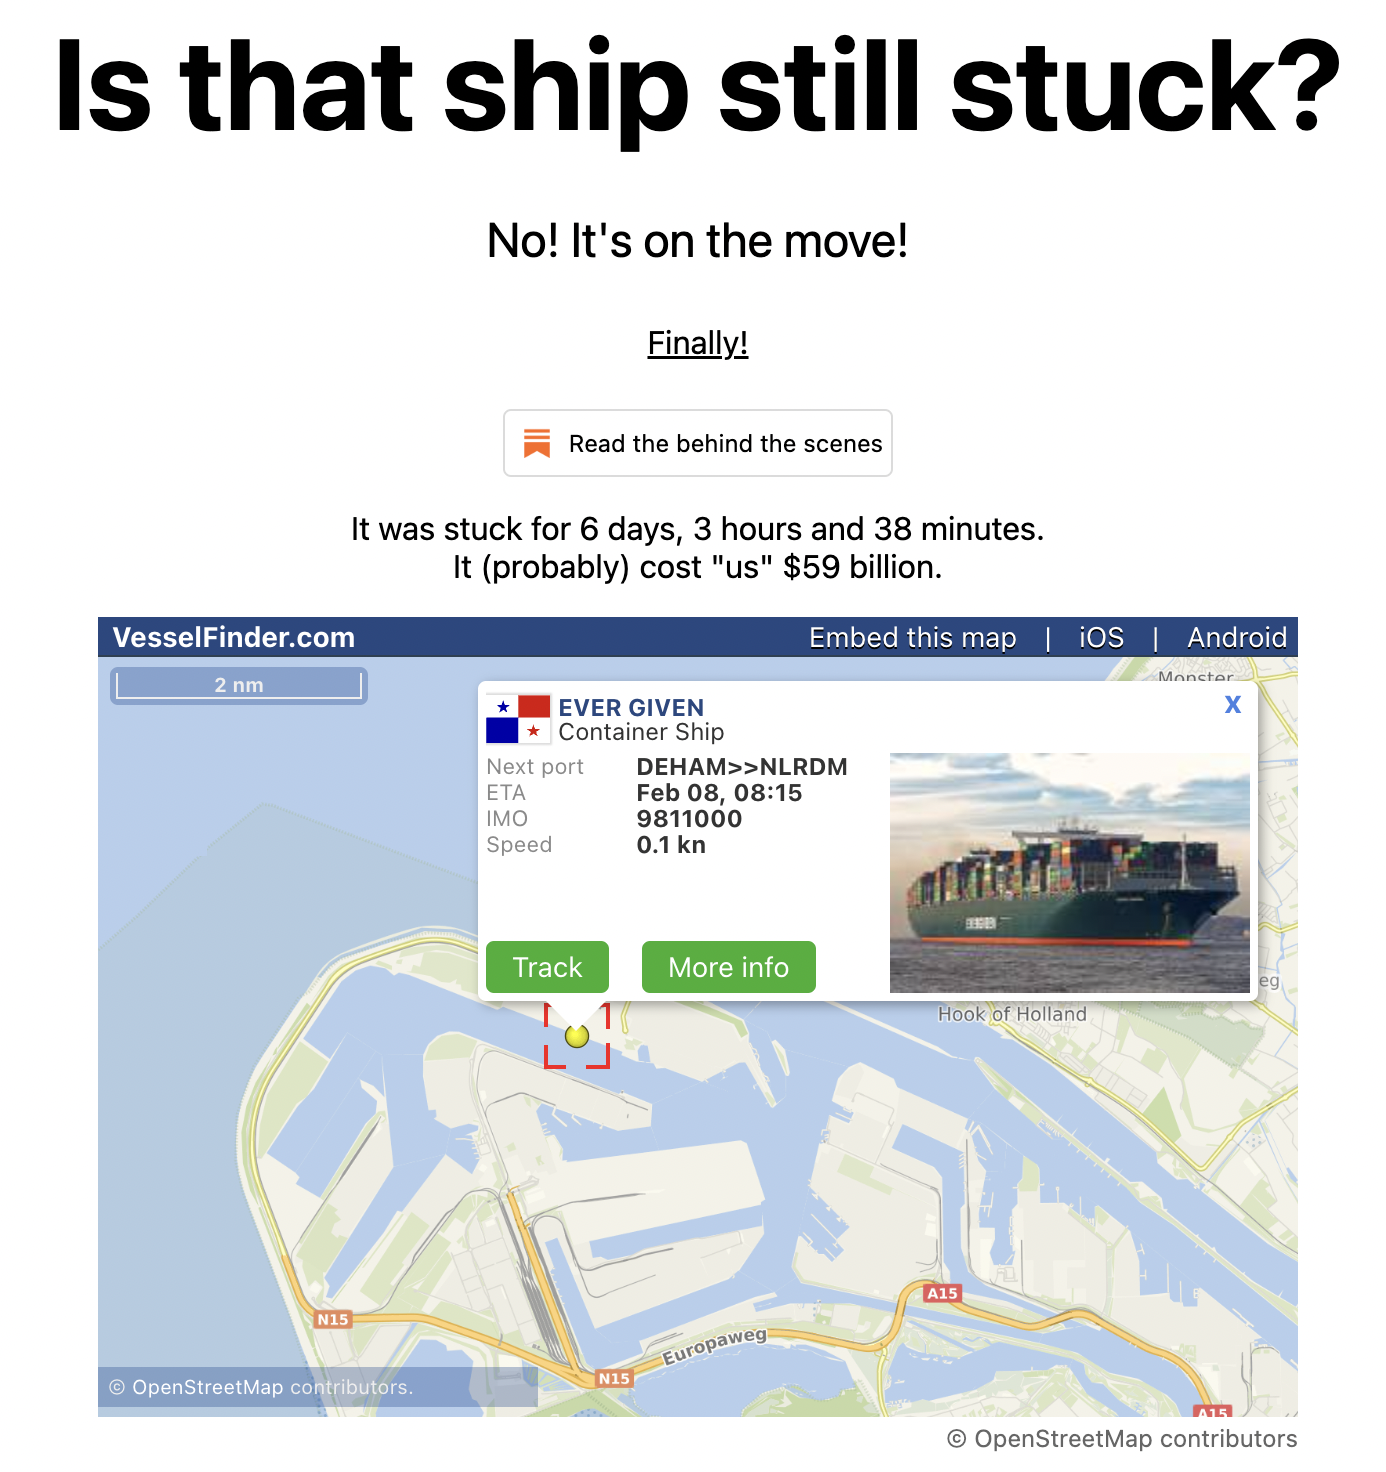 Is that ship still stuck?
No! It's on the move!
Finally!
Read the behind the scenes
It was stuck for 6 days, 3 hours and 38 minutes.
It (probably) cost "us" $59 billion.
VesselFinder.com
Embed this map | iOS | Android
2 nm
Monster
EVER GIVEN
X
Container Ship
Next port DEHAM>>NLRDM
ETA Feb 08, 08:15
IMO 9811000
Speed 0.1 kn
Track
More info
eg
Hook of Holland
A15
N15
Europaweg
N15
© OpenStreetMap contributors.
A15
© OpenStreetMap contributors